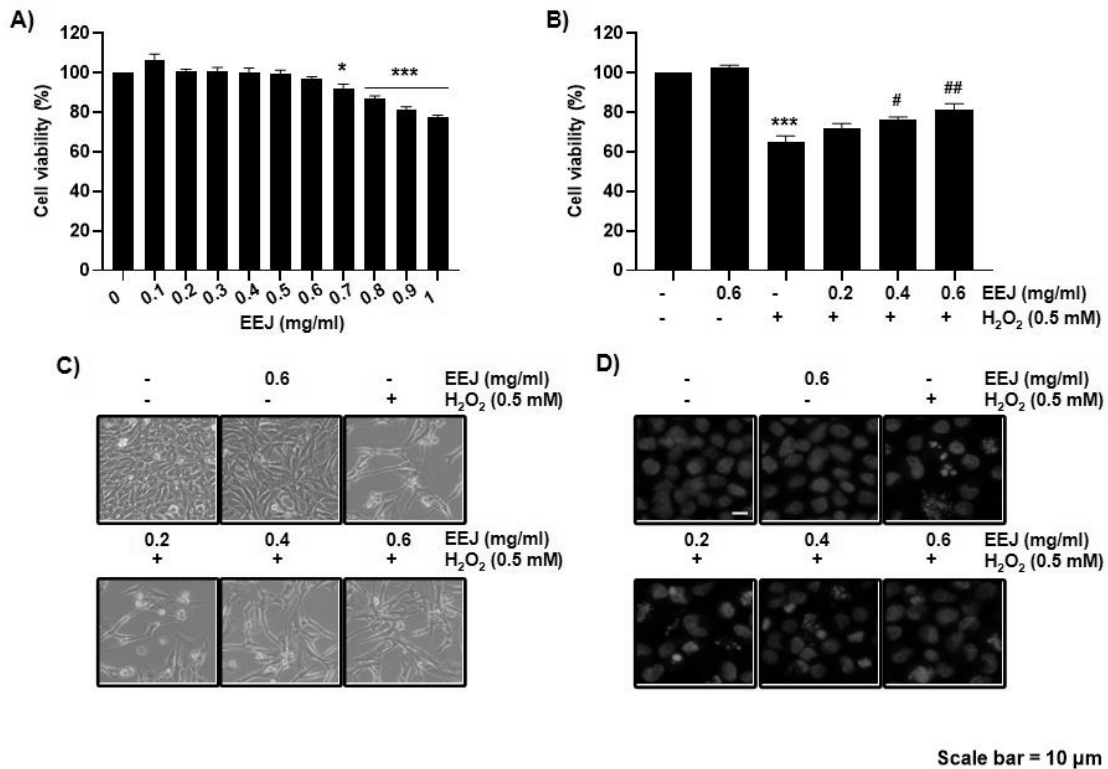 A)
120
100
80
60
40
20
0
Cell viability (%)
*
***
0 0.1 0.2 0.3 0.4 0.5 0.6 0.7 0.8 0.9 1
EEJ (mg/ml)
B)
120
100
80
60
40
20
0
Cell viability (%)
***
#
##
- 0.6 - 0.2 0.4 0.6 EEJ (mg/ml)
- - + + + + H₂O₂ (0.5 mM)
C)
- 0.6 - EEJ (mg/ml)
- - + H₂O₂ (0.5 mM)
0.2 0.4 0.6 EEJ (mg/ml)
+ + + H₂O₂ (0.5 mM)
D)
- 0.6 - EEJ (mg/ml)
- - + H₂O₂ (0.5 mM)
0.2 0.4 0.6 EEJ (mg/ml)
+ + + H₂O₂ (0.5 mM)
Scale bar = 10 µm